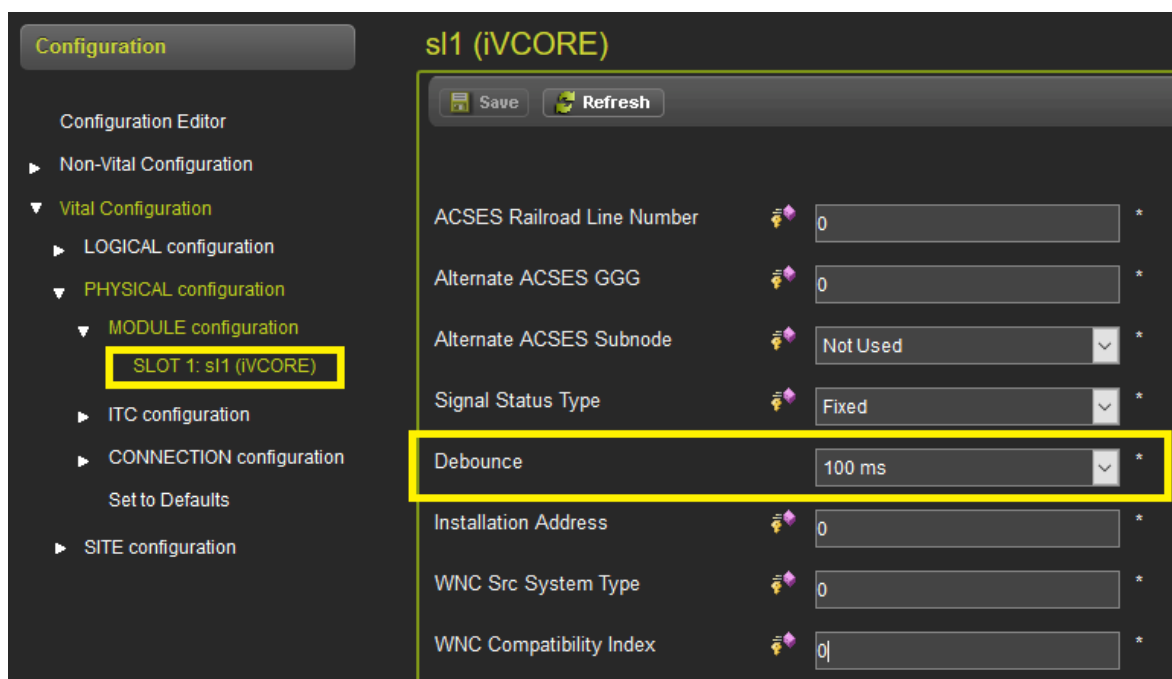 Configuration
Configuration Editor
Non-Vital Configuration
Vital Configuration
LOGICAL configuration
PHYSICAL configuration
MODULE configuration
SLOT 1: sl1 (iVCORE)
ITC configuration
CONNECTION configuration
Set to Defaults
SITE configuration
sl1 (iVCORE)
Save Refresh
ACSES Railroad Line Number 0 *
Alternate ACSES GGG 0 *
Alternate ACSES Subnode Not Used *
Signal Status Type Fixed *
Debounce 100 ms *
Installation Address 0 *
WNC Src System Type 0 *
WNC Compatibility Index 0 *